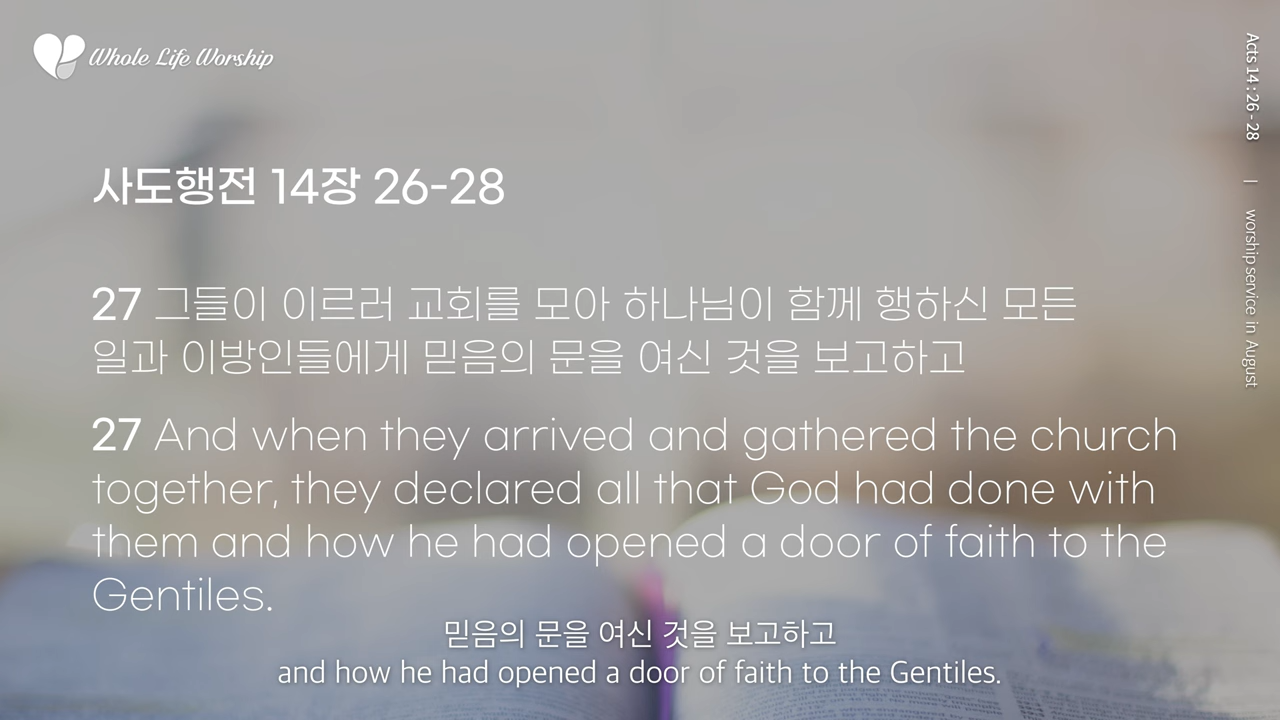 Whole Life Worship
Acts 14 : 26 - 28 | worship service in August
사도행전 14장 26-28
27 그들이 이르러 교회를 모아 하나님이 함께 행하신 모든
일과 이방인들에게 믿음의 문을 여신 것을 보고하고
27 And when they arrived and gathered the church
together, they declared all that God had done with
them and how he had opened a door of faith to the
Gentiles.
믿음의 문을 여신 것을 보고하고
and how he had opened a door of faith to the Gentiles.